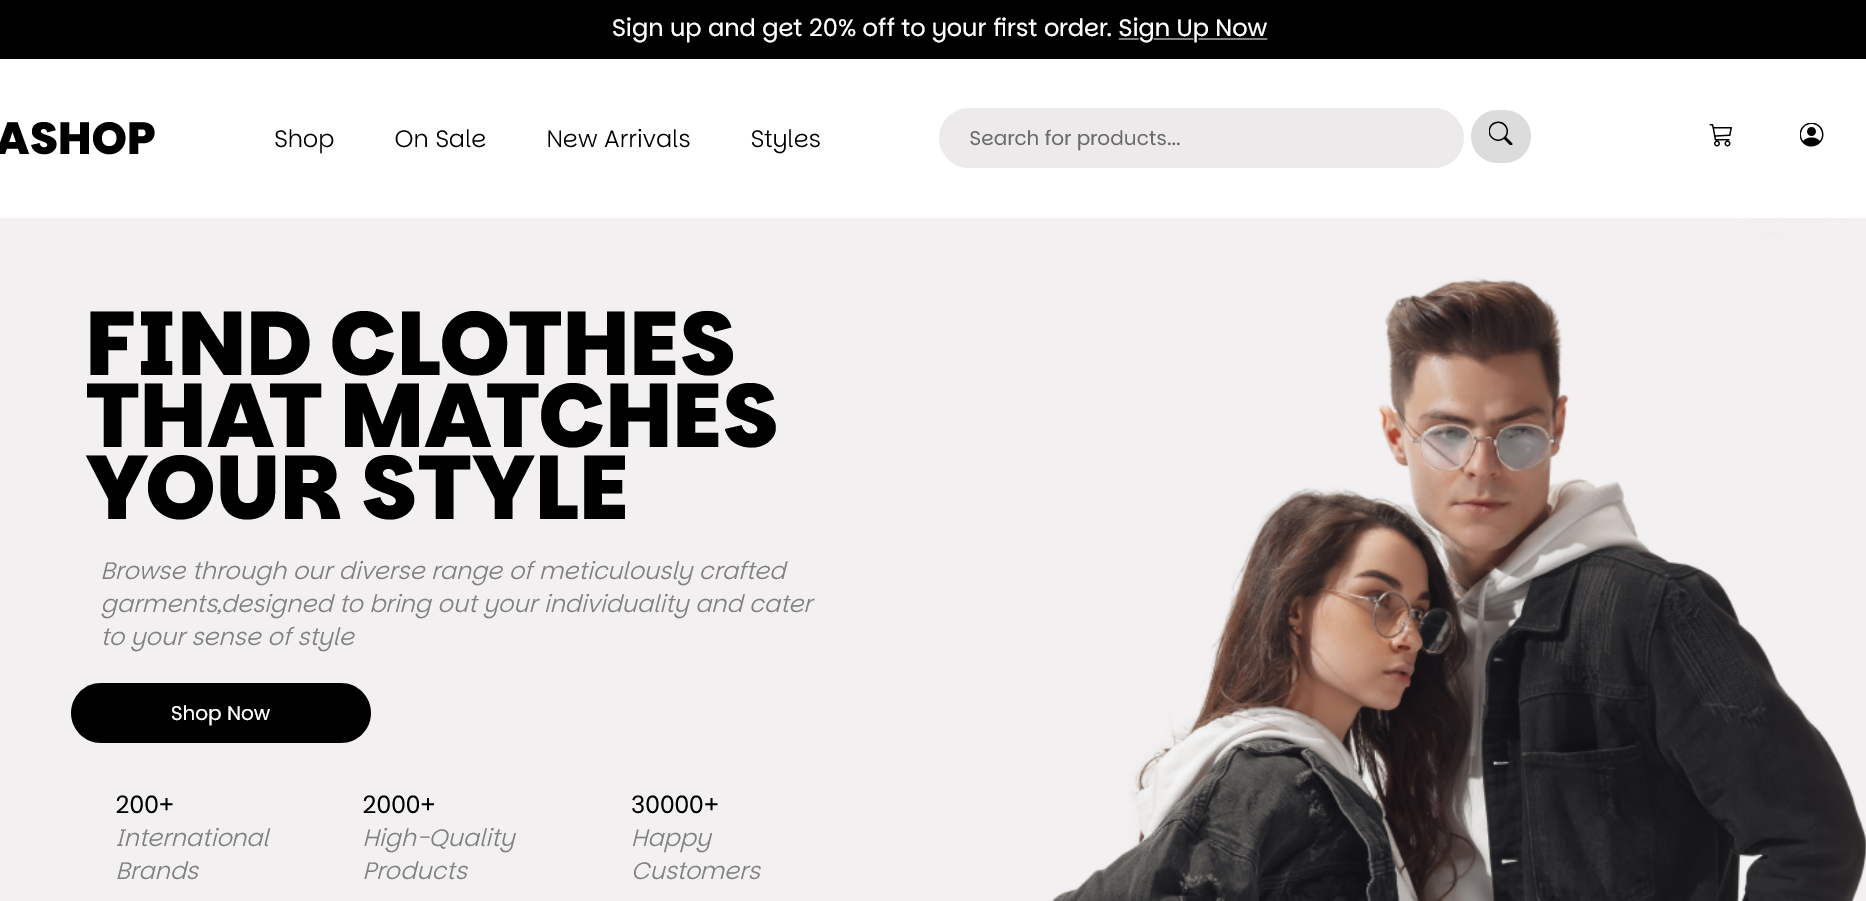 Sign up and get 20% off to your first order. Sign Up Now
ASHOP
Shop
On Sale
New Arrivals
Styles
Search for products...
FIND CLOTHES
THAT MATCHES
YOUR STYLE
Browse through our diverse range of meticulously crafted
garments,designed to bring out your individuality and cater
to your sense of style
Shop Now
200+
International
Brands
2000+
High-Quality
Products
30000+
Happy
Customers